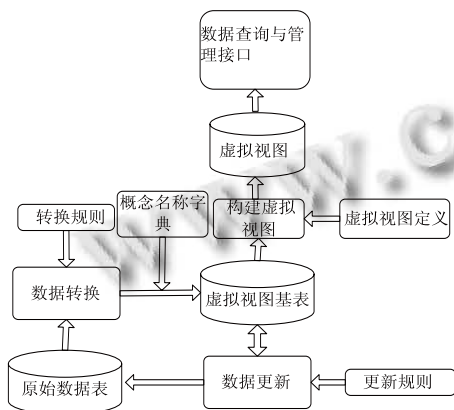 数据查询与管
理接口
虚拟视图
概念名称字
典
转换规则
构建虚拟
视图
虚拟视图定义
数据转换
虚拟视图基表
原始数据表
数据更新
更新规则
www.c